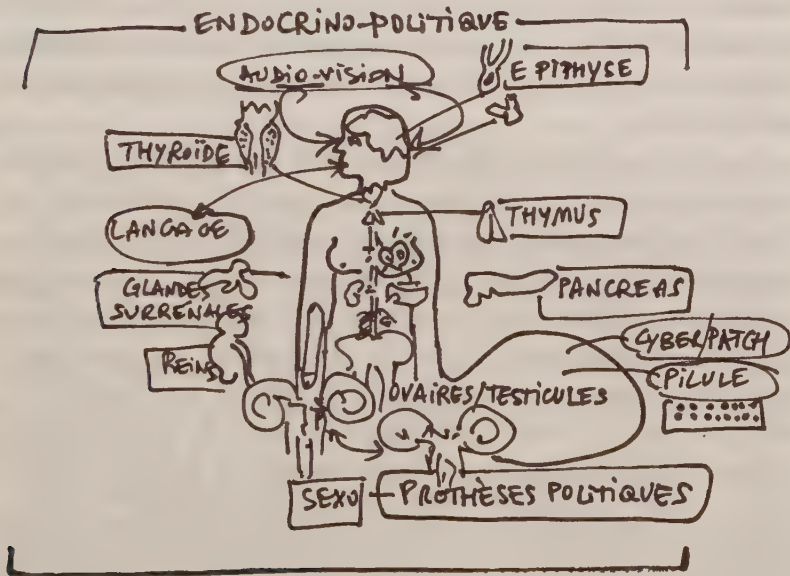 ENDOCRINO-POLITIQUE
AUDIO-VISION
EPIPHYSE
THYROÏDE
LANGAGE
THYMUS
GLANDES
SURRENALES
PANCREAS
REINS
CYBER/PATCH
PILULE
OVAIRES/TESTICULES
SEXO
PROTHÈSES POLITIQUES